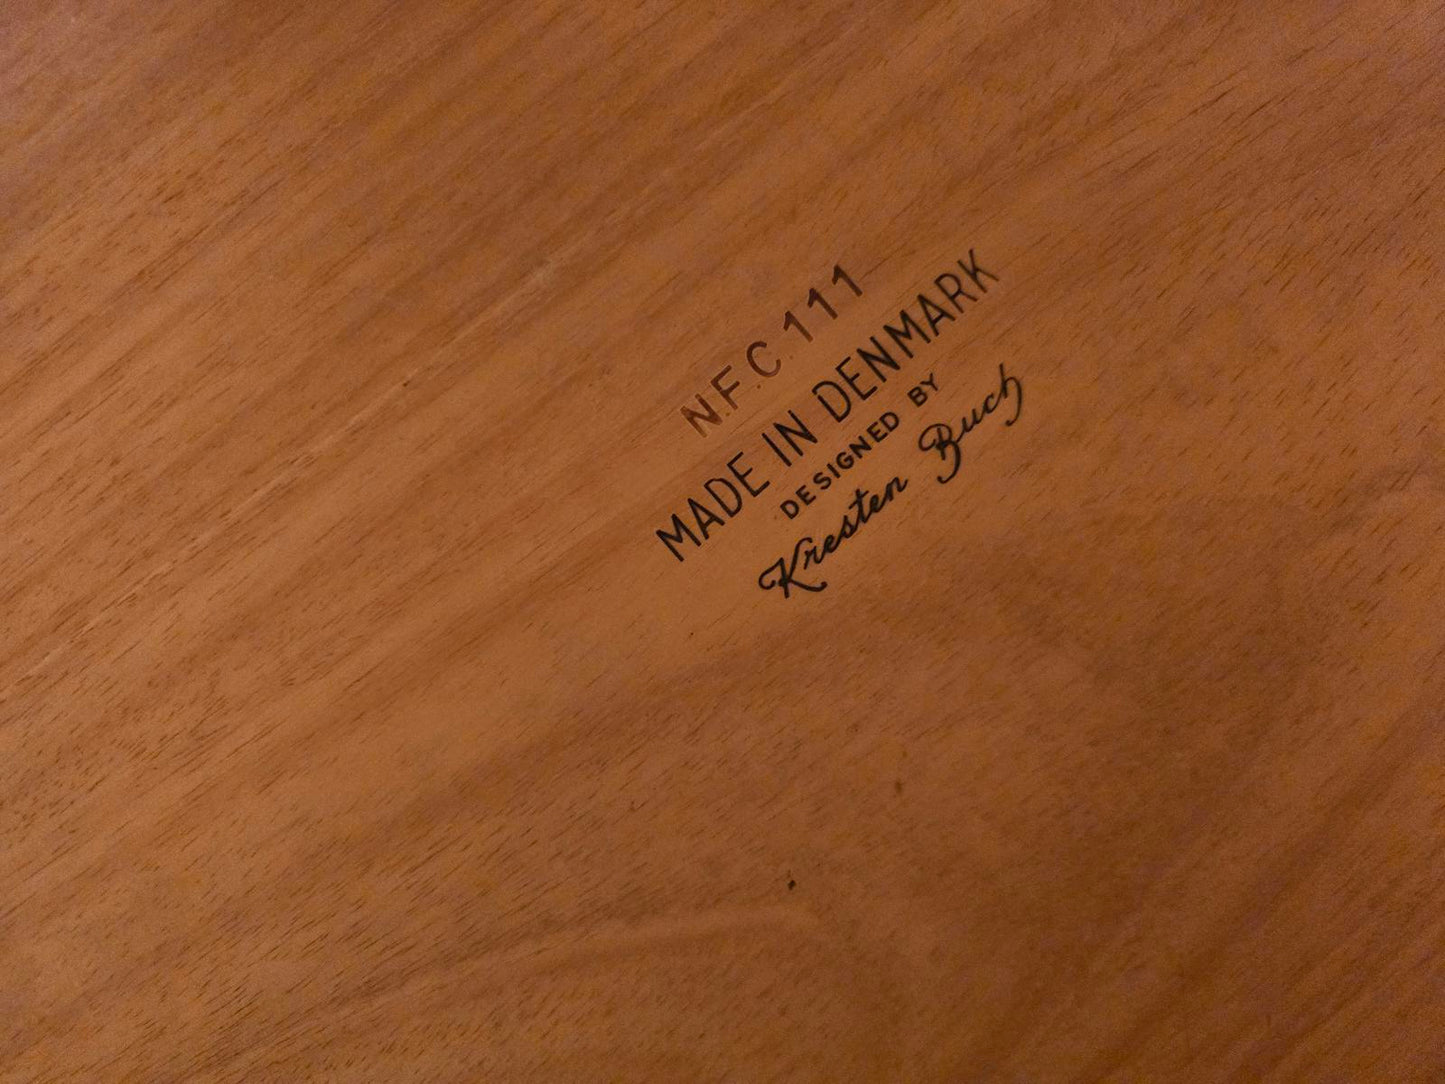 N.F.C. 111
MADE IN DENMARK
DESIGNED BY
Kresten Buch